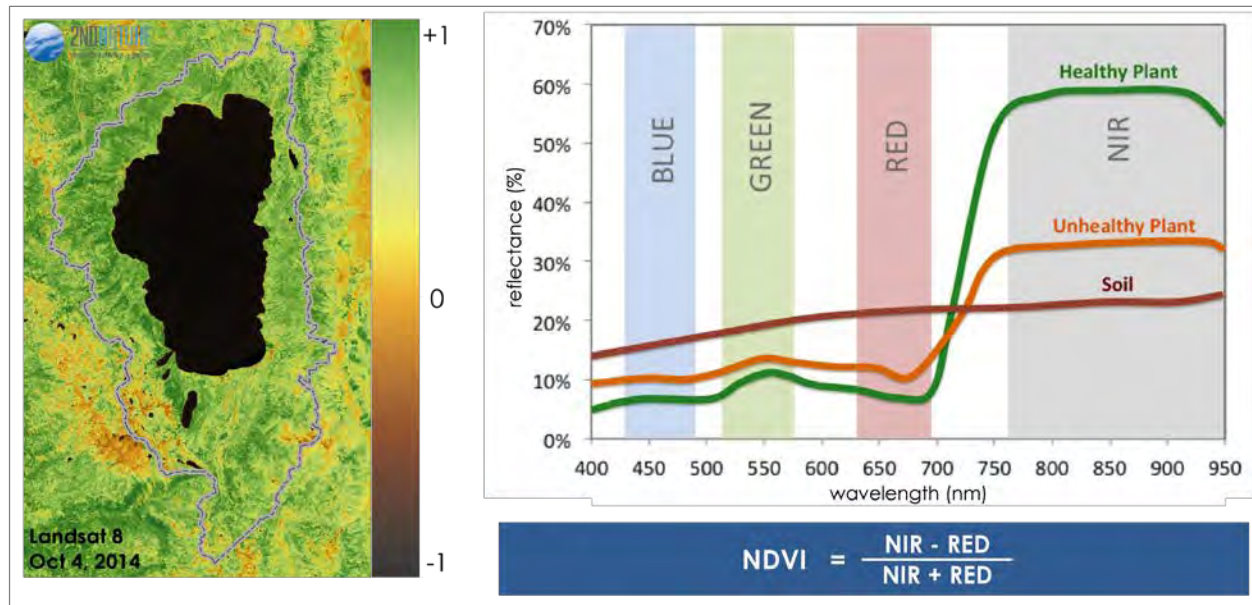 2NDNATURE
+1
0
-1
Landsat 8
Oct 4, 2014
70%
60%
50%
40%
30%
20%
10%
0%
reflectance (%)
BLUE
GREEN
RED
NIR
Healthy Plant
Unhealthy Plant
Soil
400 450 500 550 600 650 700 750 800 850 900 950
wavelength (nm)
NDVI = NIR - RED
NIR + RED